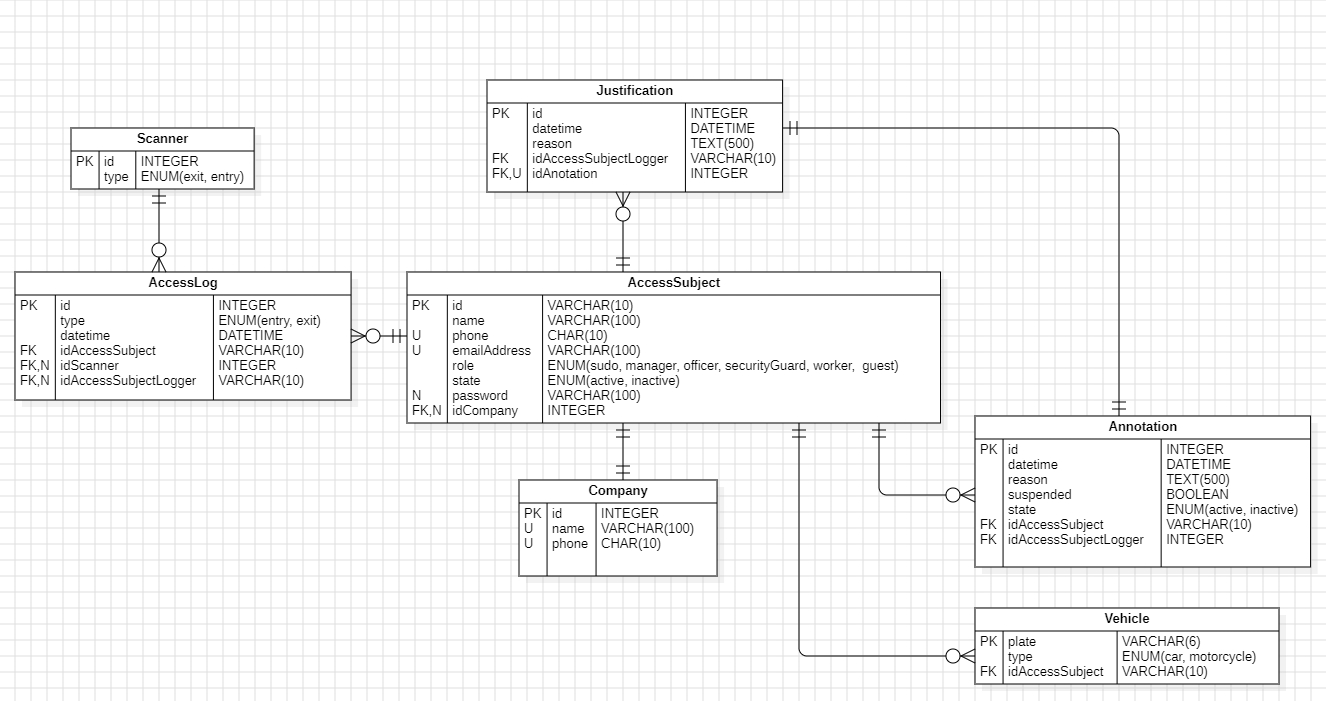 Justification
PK id INTEGER
datetime DATETIME
reason TEXT(500)
FK idAccessSubjectLogger VARCHAR(10)
FK,U idAnotation INTEGER
Scanner
PK id INTEGER
type ENUM(exit, entry)
AccessLog
PK id INTEGER
type ENUM(entry, exit)
datetime DATETIME
FK idAccessSubject VARCHAR(10)
FK,N idScanner INTEGER
FK,N idAccessSubjectLogger VARCHAR(10)
AccessSubject
PK id VARCHAR(10)
name VARCHAR(100)
U phone CHAR(10)
U emailAddress VARCHAR(100)
role ENUM(sudo, manager, officer, securityGuard, worker, guest)
state ENUM(active, inactive)
N password VARCHAR(100)
FK,N idCompany INTEGER
Company
PK id INTEGER
U name VARCHAR(100)
U phone CHAR(10)
Annotation
PK id INTEGER
datetime DATETIME
reason TEXT(500)
suspended BOOLEAN
state ENUM(active, inactive)
FK idAccessSubject VARCHAR(10)
FK idAccessSubjectLogger INTEGER
Vehicle
PK plate VARCHAR(6)
type ENUM(car, motorcycle)
FK idAccessSubject VARCHAR(10)